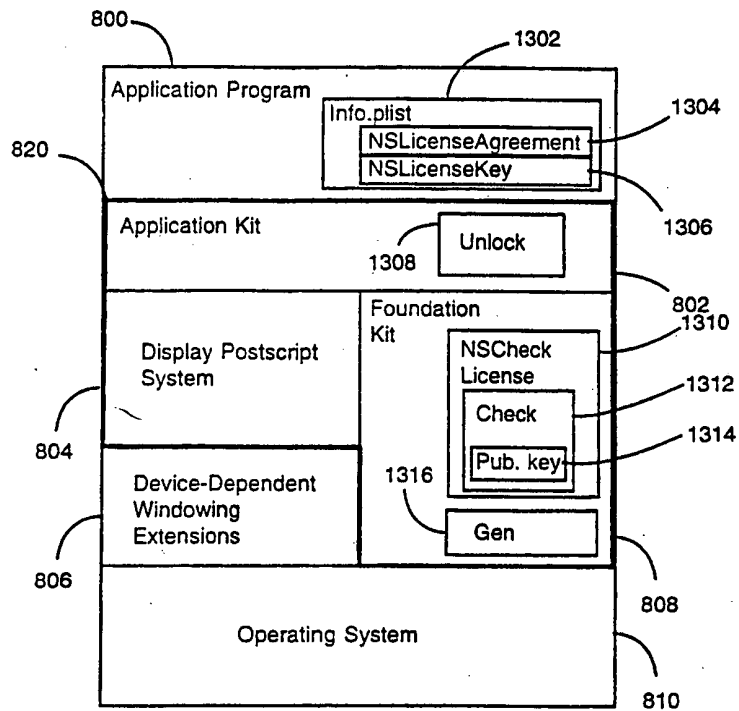 800
1302
Application Program
Info.plist
1304
NSLicenseAgreement
NSLicenseKey
820
1306
Application Kit
1308
Unlock
802
Foundation
Kit
1310
NSCheck
License
Display Postscript
System
1312
Check
1314
Pub. key
804
Device-Dependent
Windowing
Extensions
1316
Gen
806
808
Operating System
810